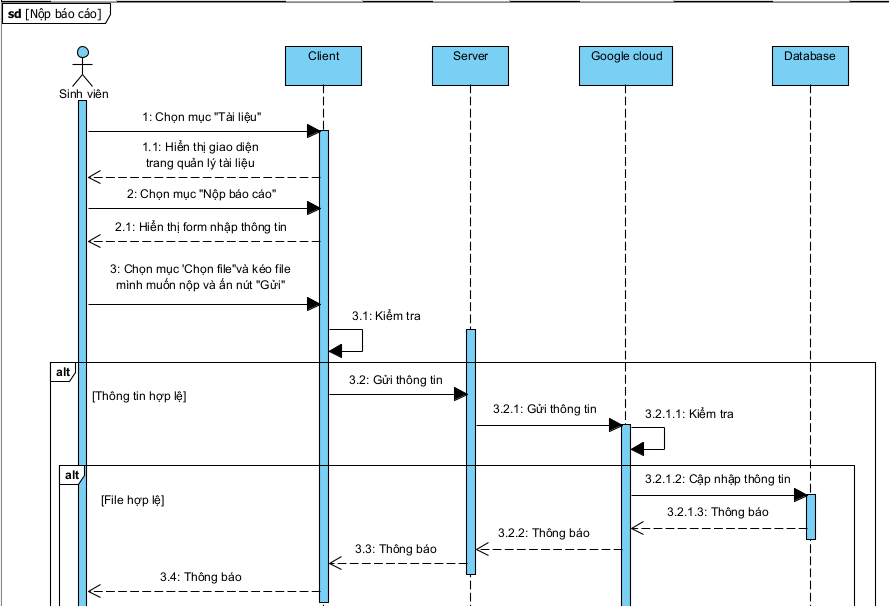 sd [Nộp báo cáo]
Sinh viên
Client
Server
Google cloud
Database
1: Chọn mục "Tài liệu"
1.1: Hiển thị giao diện
trang quản lý tài liệu
2: Chọn mục "Nộp báo cáo"
2.1: Hiển thị form nhập thông tin
3: Chọn mục 'Chọn file"và kéo file
mình muốn nộp và ấn nút "Gửi"
3.1: Kiểm tra
alt
[Thông tin hợp lệ]
3.2: Gửi thông tin
3.2.1: Gửi thông tin
3.2.1.1: Kiểm tra
alt
[File hợp lệ]
3.2.1.2: Cập nhập thông tin
3.2.1.3: Thông báo
3.2.2: Thông báo
3.3: Thông báo
3.4: Thông báo